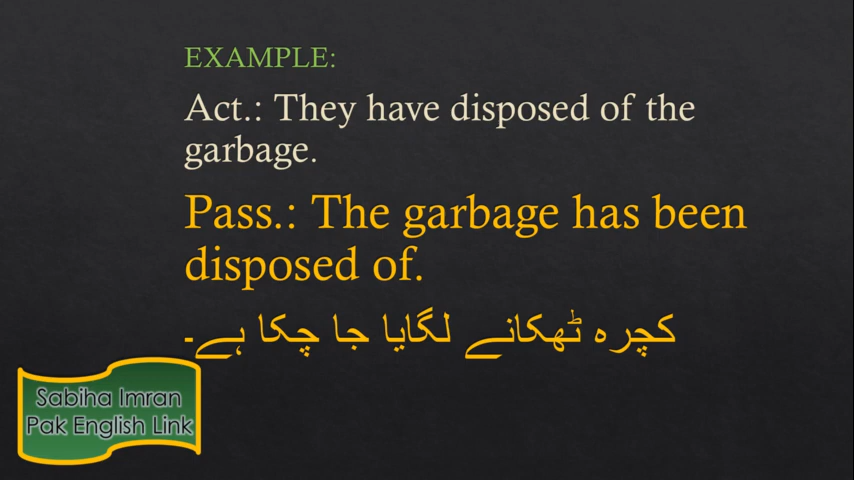 EXAMPLE:
Act.: They have disposed of the
garbage.
Pass.: The garbage has been
disposed of.
کچرہ ٹھکانے لگایا جا چکا ہے۔
Sabiha Imran
Pak English Link